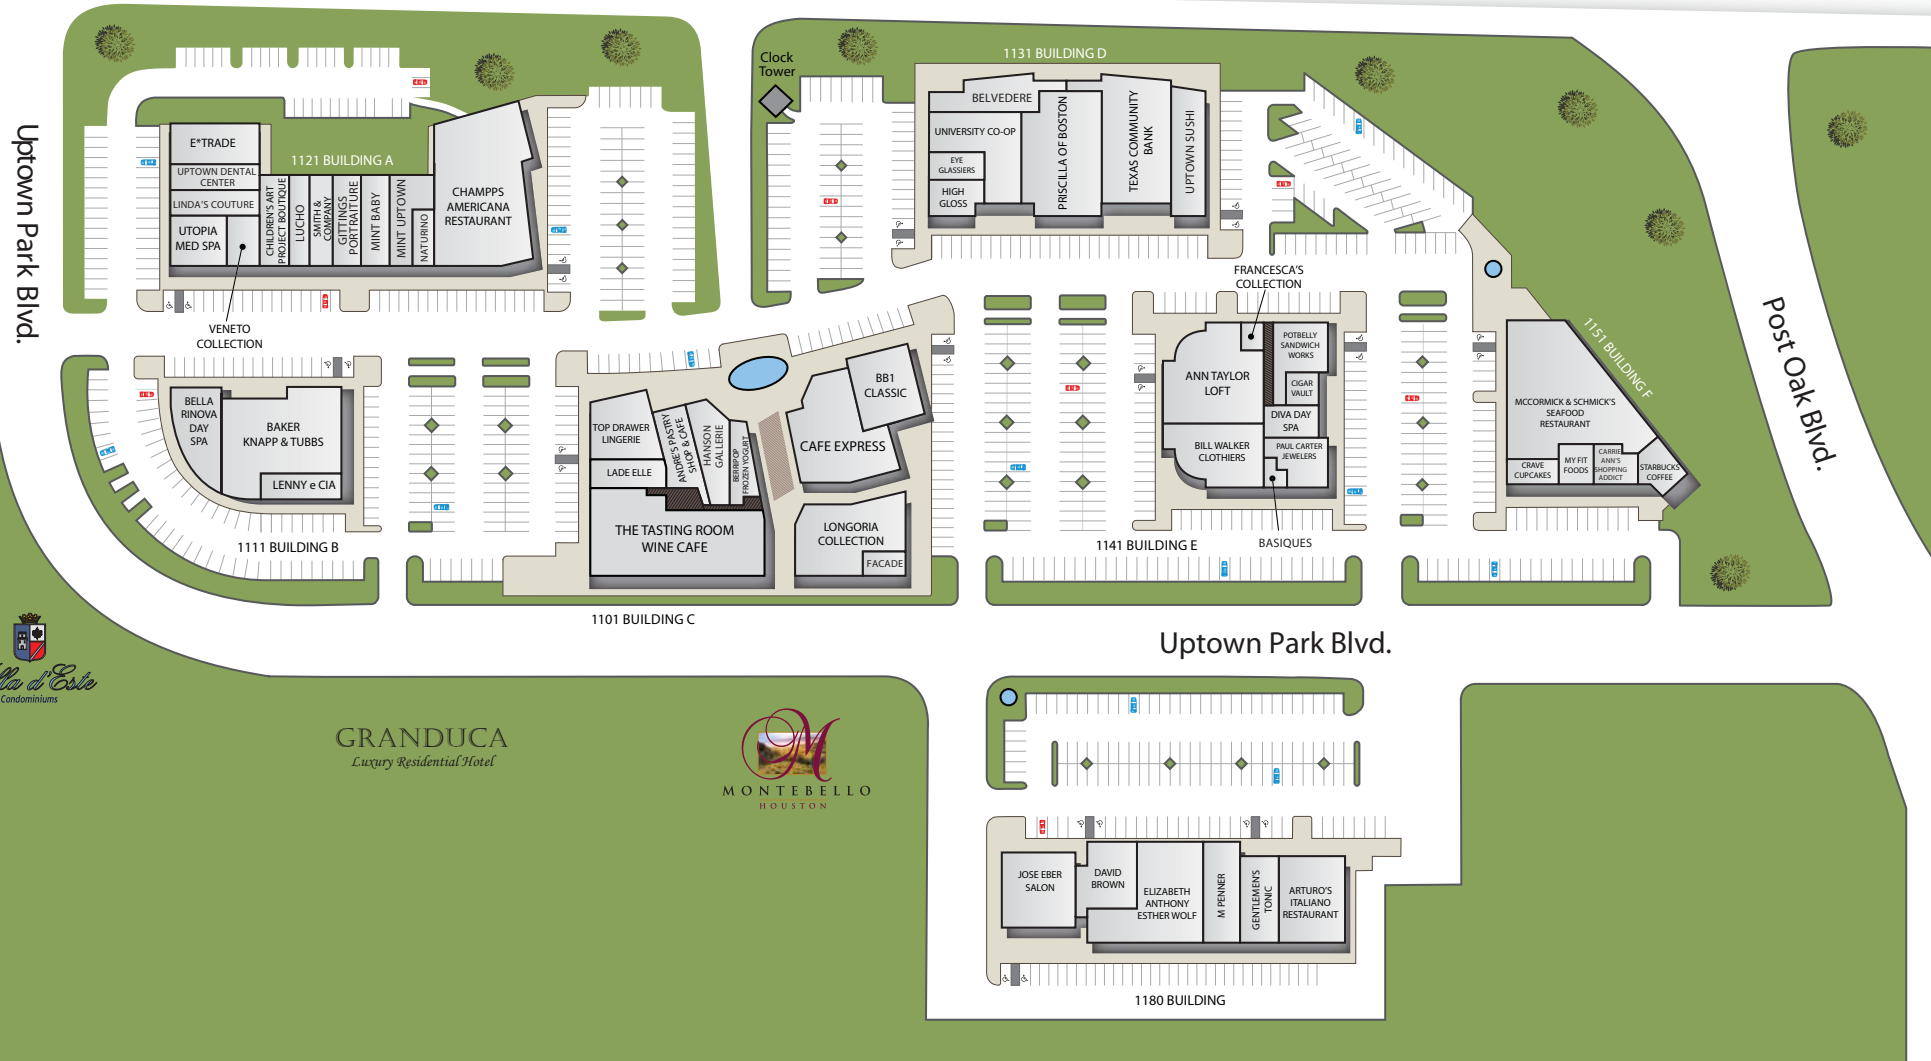 Clock
Tower
1131 BUILDING D
BELVEDERE
UNIVERSITY CO-OP
EYE
GLASSIERS
HIGH
GLOSS
PRISCILLA OF BOSTON
TEXAS COMMUNITY
BANK
UPTOWN SUSHI
Uptown Park Blvd.
E*TRADE
1121 BUILDING A
UPTOWN DENTAL
CENTER
LINDA'S COUTURE
UTOPIA
MED SPA
CHILDREN'S ART
PROJECT BOUTIQUE
LUCHO
SMITH &
COMPANY
GITTINGS
PORTRAITURE
MINT BABY
MINT UPTOWN
NATURINO
CHAMPPS
AMERICANA
RESTAURANT
VENETO
COLLECTION
FRANCESCA'S
COLLECTION
Post Oak Blvd.
1151 BUILDING F
BELLA
RINOVA
DAY
SPA
BAKER
KNAPP & TUBBS
LENNY e CIA
1111 BUILDING B
TOP DRAWER
LINGERIE
LADE ELLE
ANDRE'S PASTRY
SHOP & CAFE
HANSON
GALLERIE
BERRIPOP
FROZEN YOGURT
CAFE EXPRESS
BB1
CLASSIC
THE TASTING ROOM
WINE CAFE
LONGORIA
COLLECTION
FACADE
1101 BUILDING C
ANN TAYLOR
LOFT
POTBELLY
SANDWICH
WORKS
CIGAR
VAULT
DIVA DAY
SPA
BILL WALKER
CLOTHIERS
PAUL CARTER
JEWELERS
BASIQUES
1141 BUILDING E
MCCORMICK & SCHMICK'S
SEAFOOD
RESTAURANT
CRAVE
CUPCAKES
MY FIT
FOODS
CARRIE
ANN'S
SHOPPING
ADDICT
STARBUCKS
COFFEE
Uptown Park Blvd.
d'Este
Condominiums
GRANDUCA
Luxury Residential Hotel
M
MONTEBELLO
HOUSTON
JOSE EBER
SALON
DAVID
BROWN
ELIZABETH
ANTHONY
ESTHER WOLF
M PENNER
GENTLEMEN'S
TONIC
ARTURO'S
ITALIANO
RESTAURANT
1180 BUILDING